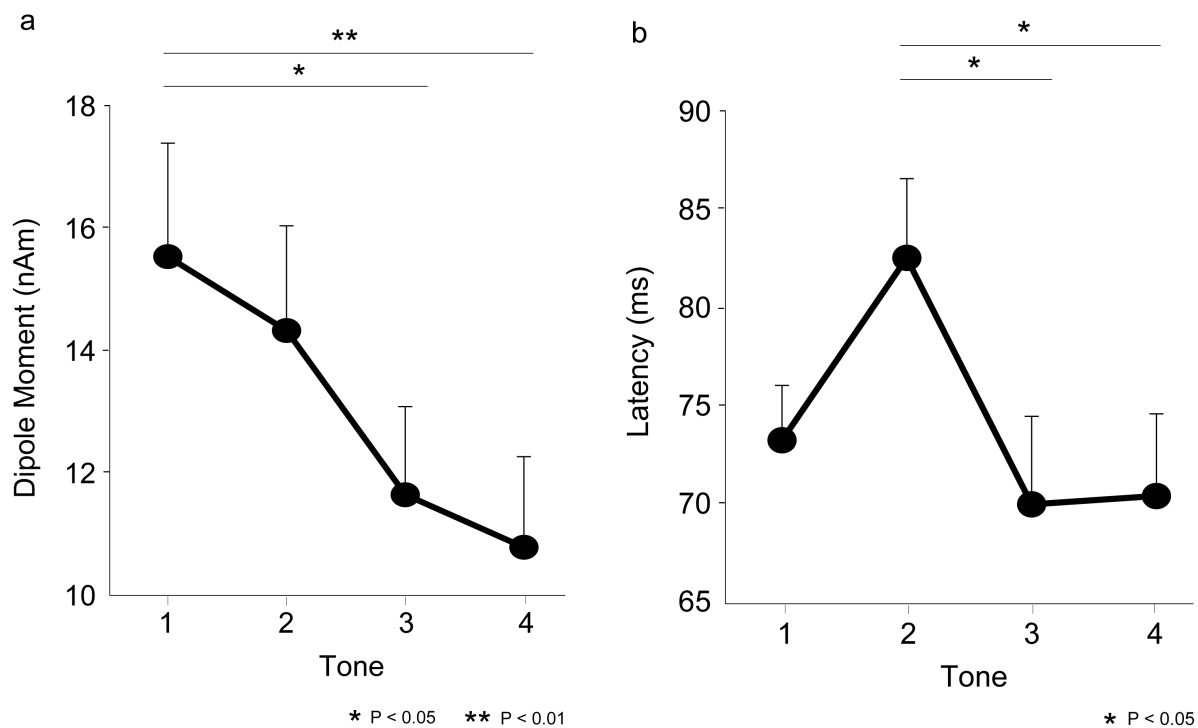 a
**
*
18
16
14
12
10
Dipole Moment (nAm)
1 2 3 4
Tone
* P < 0.05 ** P < 0.01
b
*
*
90
85
80
75
70
65
Latency (ms)
1 2 3 4
Tone
* P < 0.05